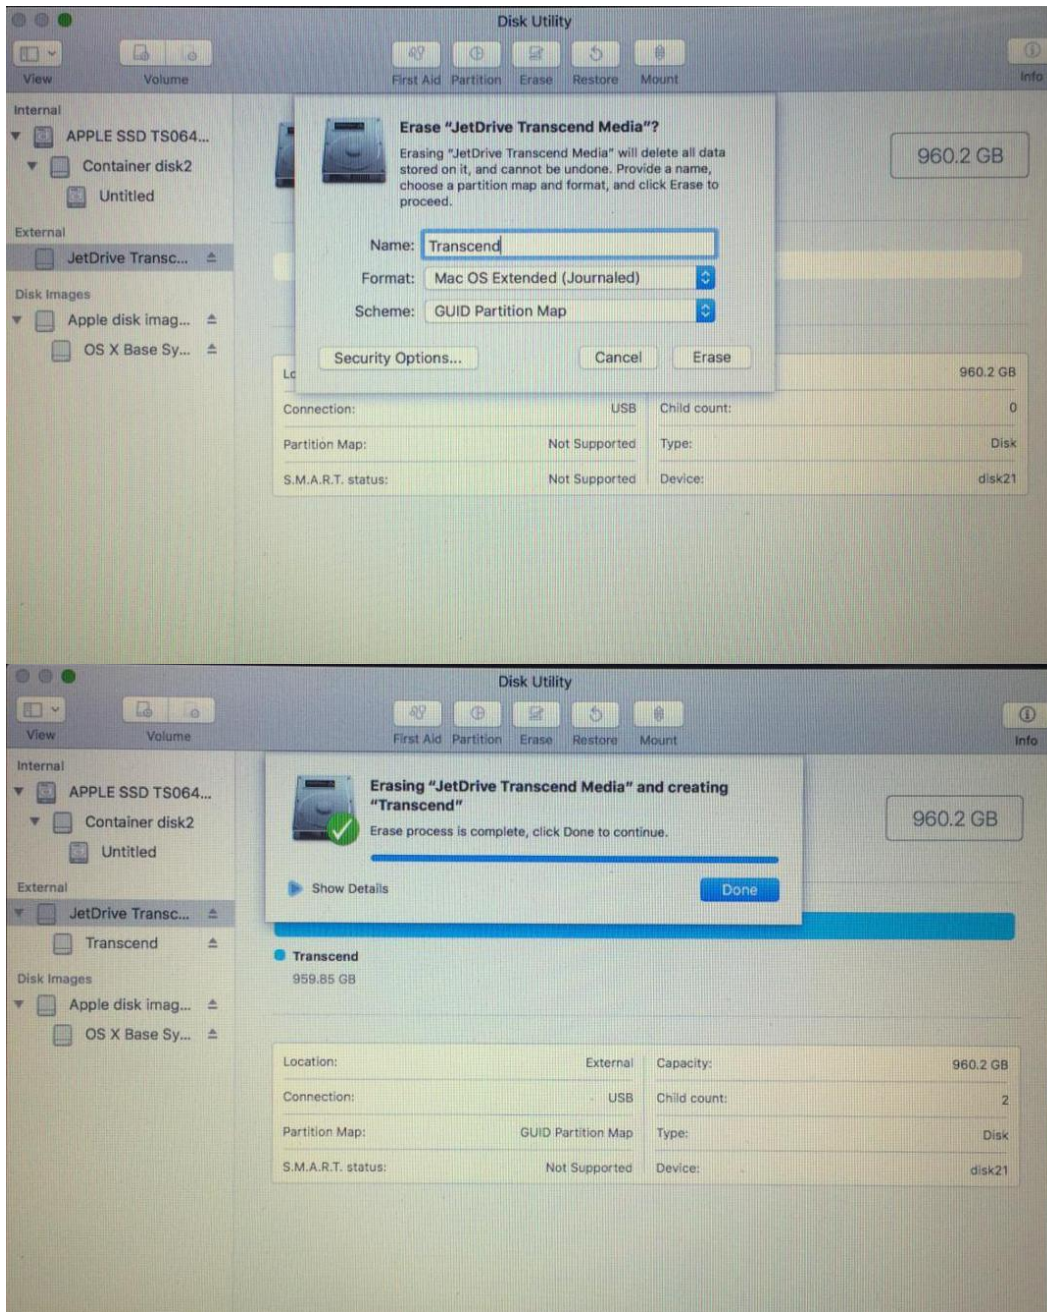 Disk Utility
View
Volume
First Aid Partition Erase Restore Mount
Info
Internal
APPLE SSD TS064...
Container disk2
Untitled
External
JetDrive Transc...
Disk Images
Apple disk imag...
OS X Base Sy...
Erase “JetDrive Transcend Media”?
Erasing “JetDrive Transcend Media” will delete all data
stored on it, and cannot be undone. Provide a name,
choose a partition map and format, and click Erase to
proceed.
Name: Transcend
Format: Mac OS Extended (Journaled)
Scheme: GUID Partition Map
Security Options... Cancel Erase
960.2 GB
Lo
960.2 GB
Connection: USB Child count: 0
Partition Map: Not Supported Type: Disk
S.M.A.R.T. status: Not Supported Device: disk21
Disk Utility
View
Volume
First Aid Partition Erase Restore Mount
Info
Internal
APPLE SSD TS064...
Container disk2
Untitled
External
JetDrive Transc...
Transcend
Disk Images
Apple disk imag...
OS X Base Sy...
Erasing “JetDrive Transcend Media” and creating
“Transcend”
Erase process is complete, click Done to continue.
Show Details Done
960.2 GB
Transcend
959.85 GB
Location: External Capacity: 960.2 GB
Connection: USB Child count: 2
Partition Map: GUID Partition Map Type: Disk
S.M.A.R.T. status: Not Supported Device: disk21